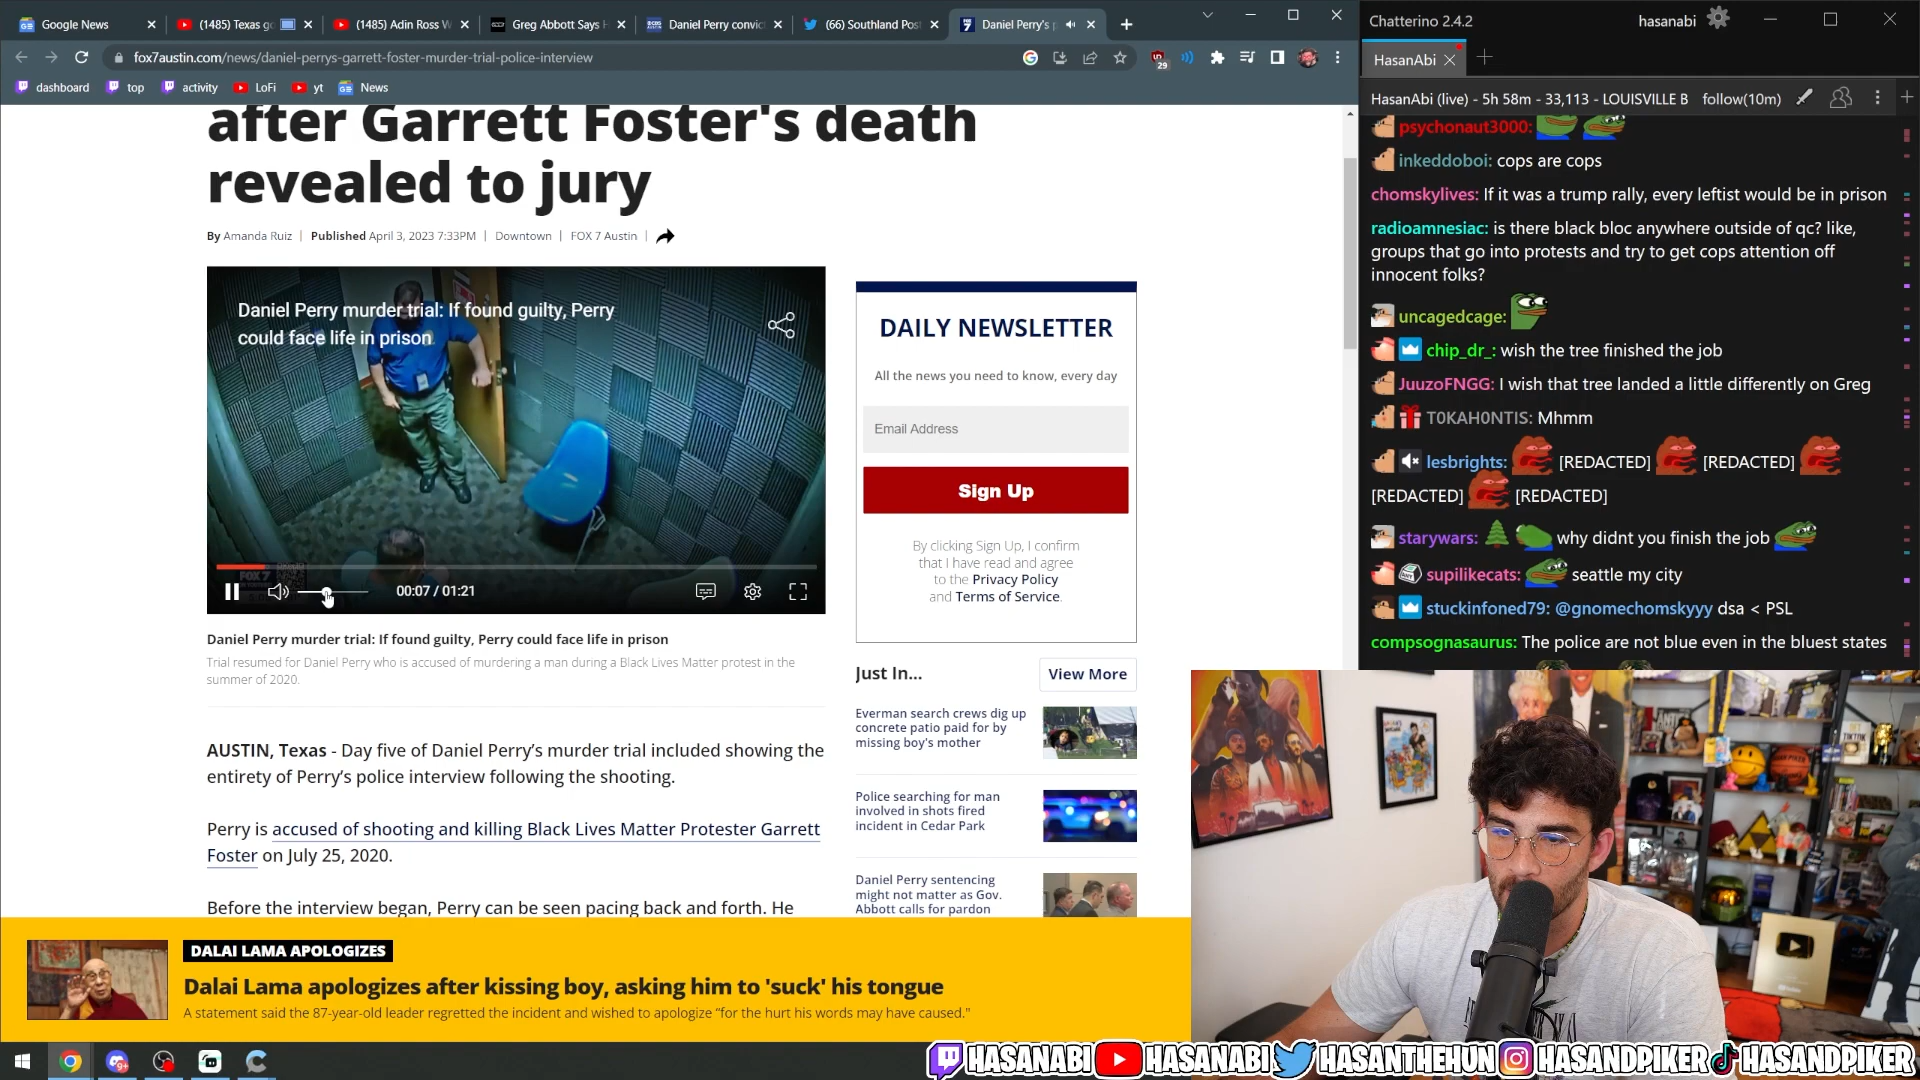 Google News
(1485) Texas go
(1485) Adin Ross W
Greg Abbott Says H
Daniel Perry convic
(66) Southland Post
Daniel Perry's p
fox7austin.com/news/daniel-perrys-garrett-foster-murder-trial-police-interview
29
dashboard
top
activity
LoFi
yt
News
after Garrett Foster's death
revealed to jury
By Amanda Ruiz | Published April 3, 2023 7:33PM | Downtown | FOX 7 Austin |
Daniel Perry murder trial: If found guilty, Perry
could face life in prison
FOX 7
00:07 / 01:21
Daniel Perry murder trial: If found guilty, Perry could face life in prison
Trial resumed for Daniel Perry who is accused of murdering a man during a Black Lives Matter protest in the
summer of 2020.
AUSTIN, Texas - Day five of Daniel Perry's murder trial included showing the
entirety of Perry's police interview following the shooting.
Perry is accused of shooting and killing Black Lives Matter Protester Garrett
Foster on July 25, 2020.
Before the interview began, Perry can be seen pacing back and forth. He
DAILY NEWSLETTER
All the news you need to know, every day
Email Address
Sign Up
By clicking Sign Up, I confirm
that I have read and agree
to the Privacy Policy
and Terms of Service.
Just In...
View More
Everman search crews dig up
concrete patio paid for by
missing boy's mother
Police searching for man
involved in shots fired
incident in Cedar Park
Daniel Perry sentencing
might not matter as Gov.
Abbott calls for pardon
DALAI LAMA APOLOGIZES
Dalai Lama apologizes after kissing boy, asking him to 'suck' his tongue
A statement said the 87-year-old leader regretted the incident and wished to apologize "for the hurt his words may have caused."
Chatterino 2.4.2
hasanabi
HasanAbi
HasanAbi (live) - 5h 58m - 33,113 - LOUISVILLE B
follow(10m)
psychonaut3000:
inkeddoboi: cops are cops
chomskylives: If it was a trump rally, every leftist would be in prison
radioamnesiac: is there black bloc anywhere outside of qc? like,
groups that go into protests and try to get cops attention off
innocent folks?
uncagedcage:
chip_dr_: wish the tree finished the job
JuuzoFNGG: I wish that tree landed a little differently on Greg
T0KAH0NTIS: Mhmm
lesbrights: [REDACTED] [REDACTED]
[REDACTED] [REDACTED]
starywars: why didnt you finish the job
supilikecats: seattle my city
stuckinfoned79: @gnomechomskyyy dsa < PSL
compsognasaurus: The police are not blue even in the bluest states
HASANABI
HASANABI
HASANTHEHUN
HASANDPIKER
HASANDPIKER